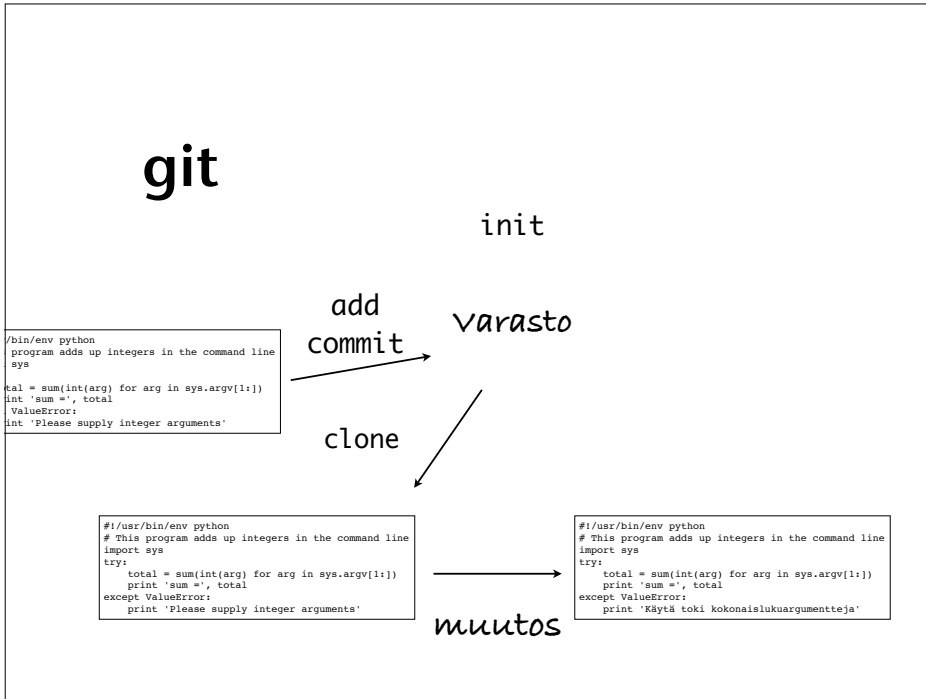 git
init
add
commit
varasto
/bin/env python
program adds up integers in the command line
sys
tal = sum(int(arg) for arg in sys.argv[1:])
int 'sum =', total
ValueError:
int 'Please supply integer arguments'
clone
#!/usr/bin/env python
# This program adds up integers in the command line
import sys
try:
    total = sum(int(arg) for arg in sys.argv[1:])
    print 'sum =', total
except ValueError:
    print 'Please supply integer arguments'
muutos
#!/usr/bin/env python
# This program adds up integers in the command line
import sys
try:
    total = sum(int(arg) for arg in sys.argv[1:])
    print 'sum =', total
except ValueError:
    print 'Käytä toki kokonaislukuargumentteja'